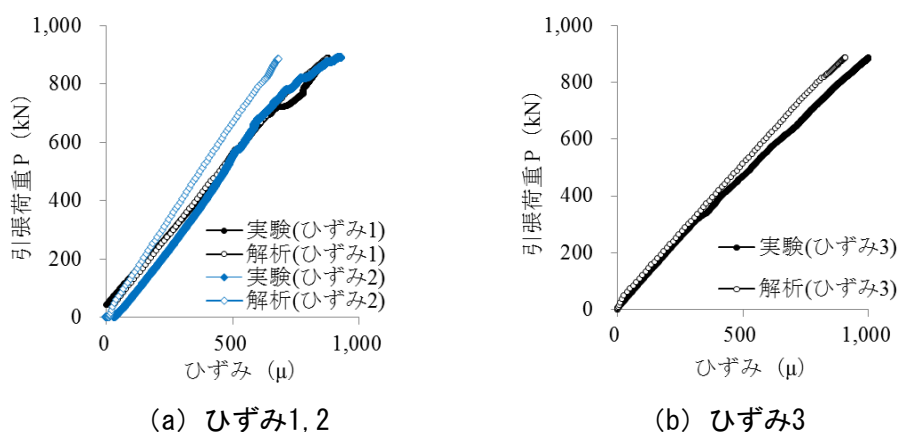 1,000
800
600
400
200
0
引張荷重P (kN)
実験(ひずみ1)
解析(ひずみ1)
実験(ひずみ2)
解析(ひずみ2)
0 500 1,000
ひずみ (μ)
(a) ひずみ1,2
1,000
800
600
400
200
0
引張荷重P (kN)
実験(ひずみ3)
解析(ひずみ3)
0 500 1,000
ひずみ (μ)
(b) ひずみ3